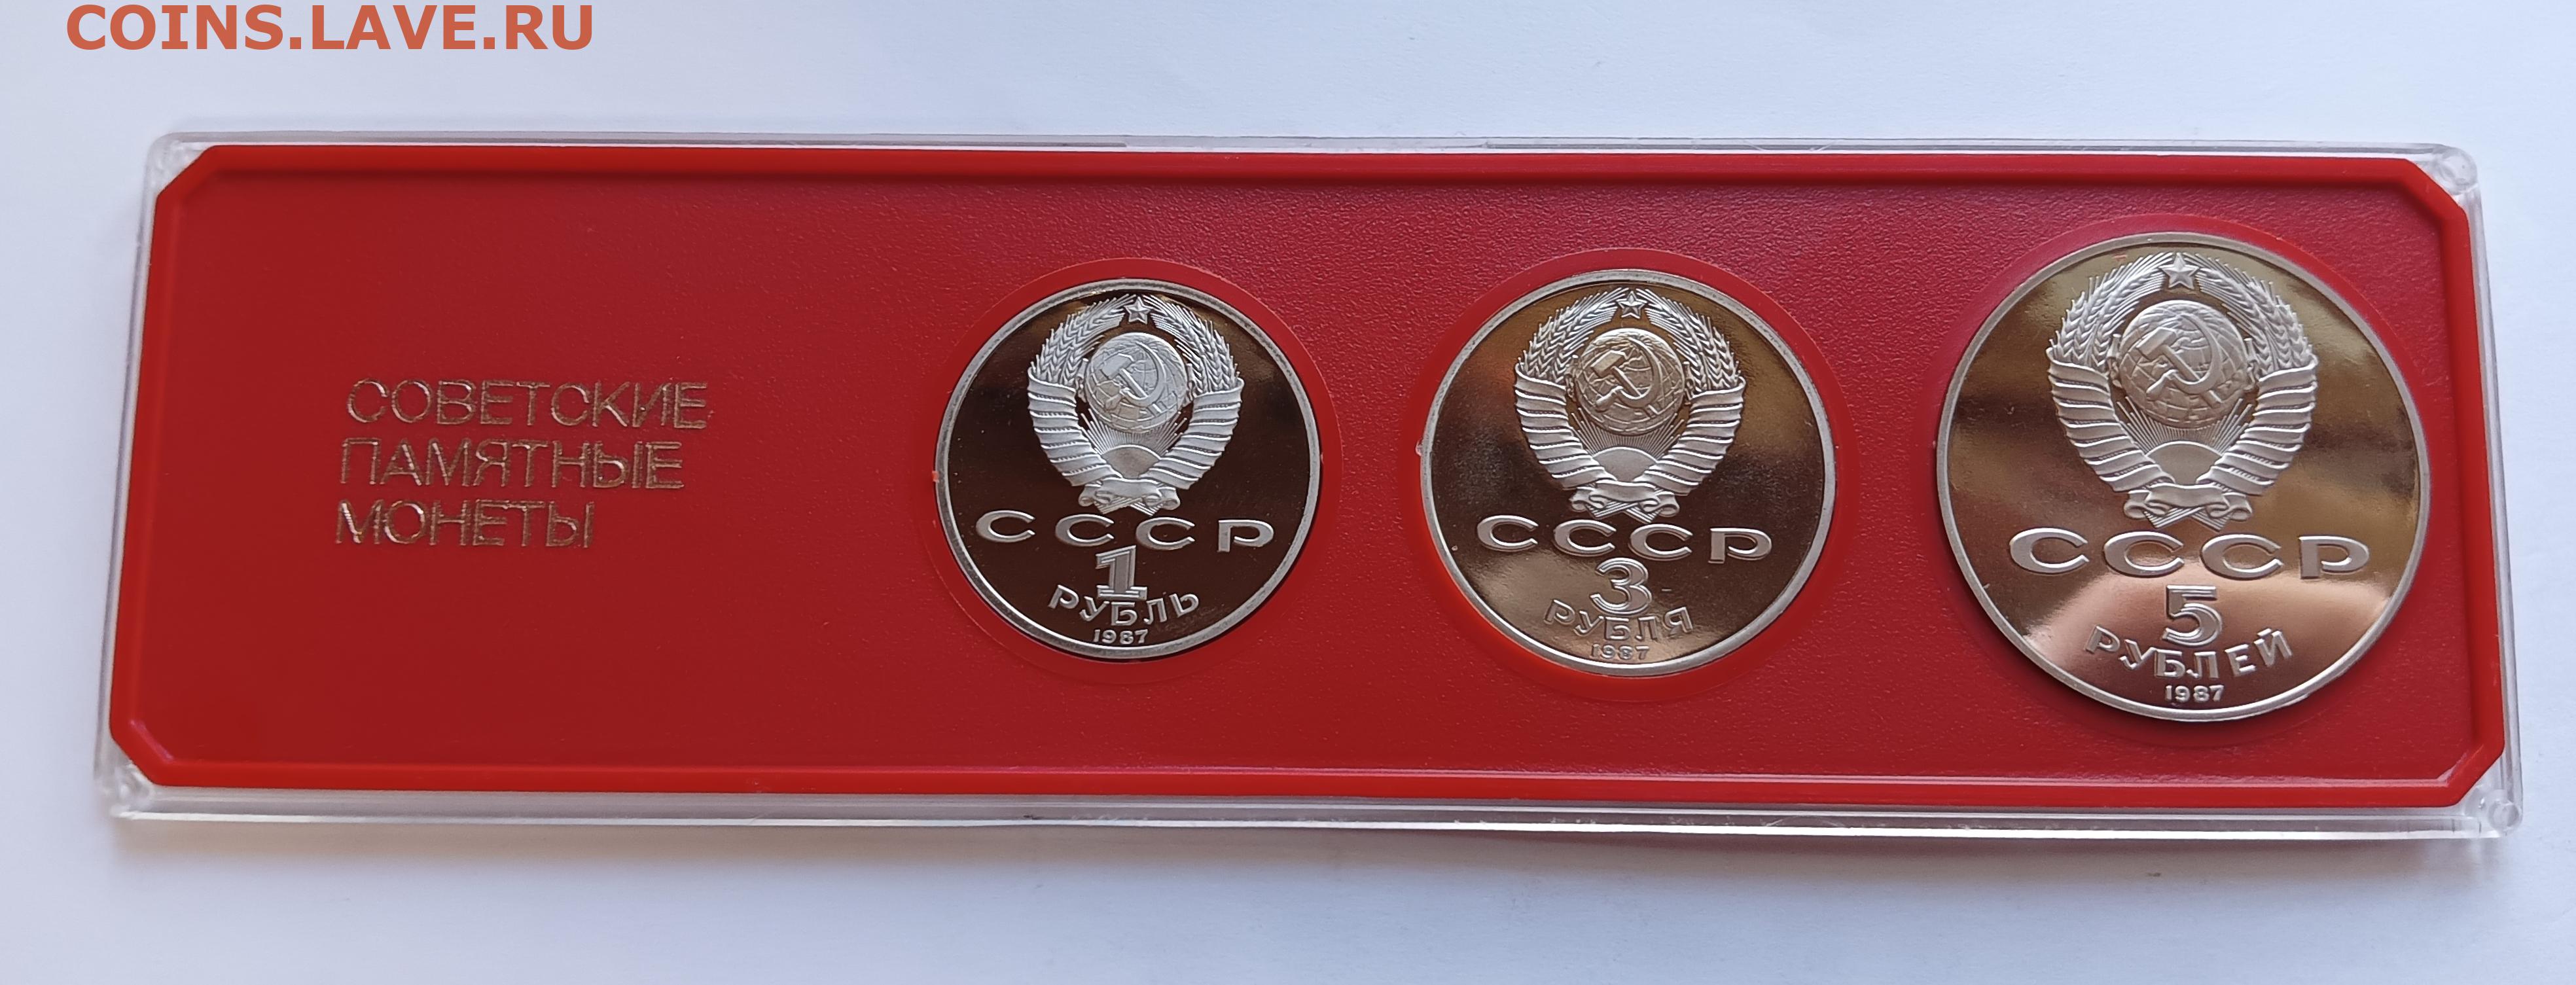 COINS.LAVE.RU
СОВЕТСКИЕ
ПАМЯТНЫЕ
МОНЕТЫ
СССР
1
РУБЛЬ
1987
СССР
3
РУБЛЯ
1987
СССР
5
РУБЛЕЙ
1987